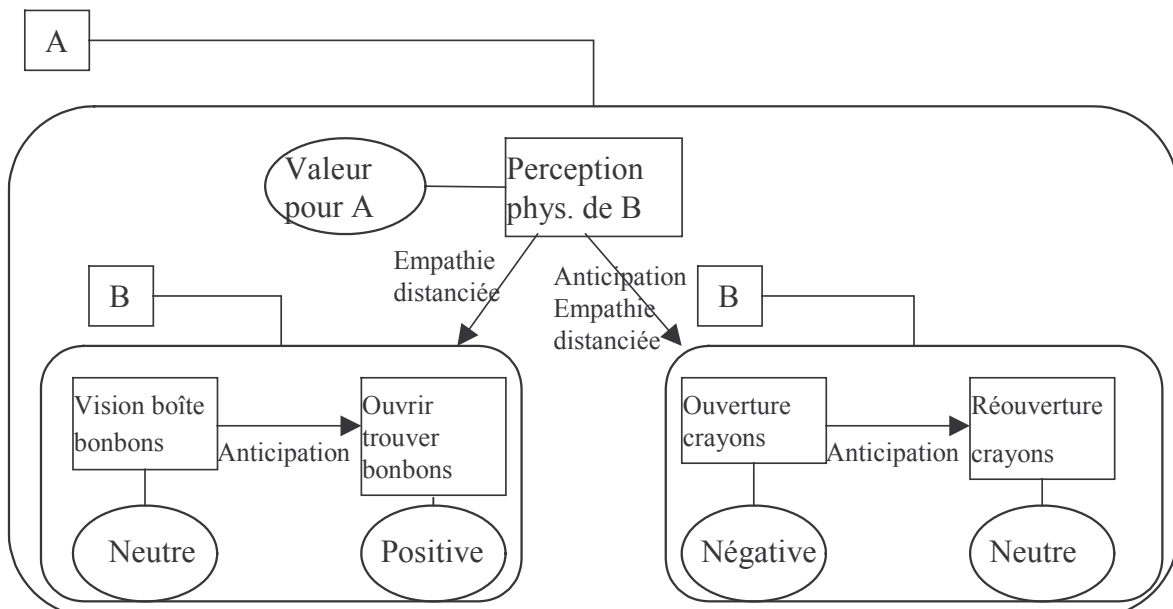 A
Valeur
pour A
Perception
phys. de B
Empathie
distanciée
Anticipation
Empathie
distanciée
B
B
Vision boîte
bonbons
Anticipation
Ouvrir
trouver
bonbons
Neutre
Positive
Ouverture
crayons
Anticipation
Réouverture
crayons
Négative
Neutre